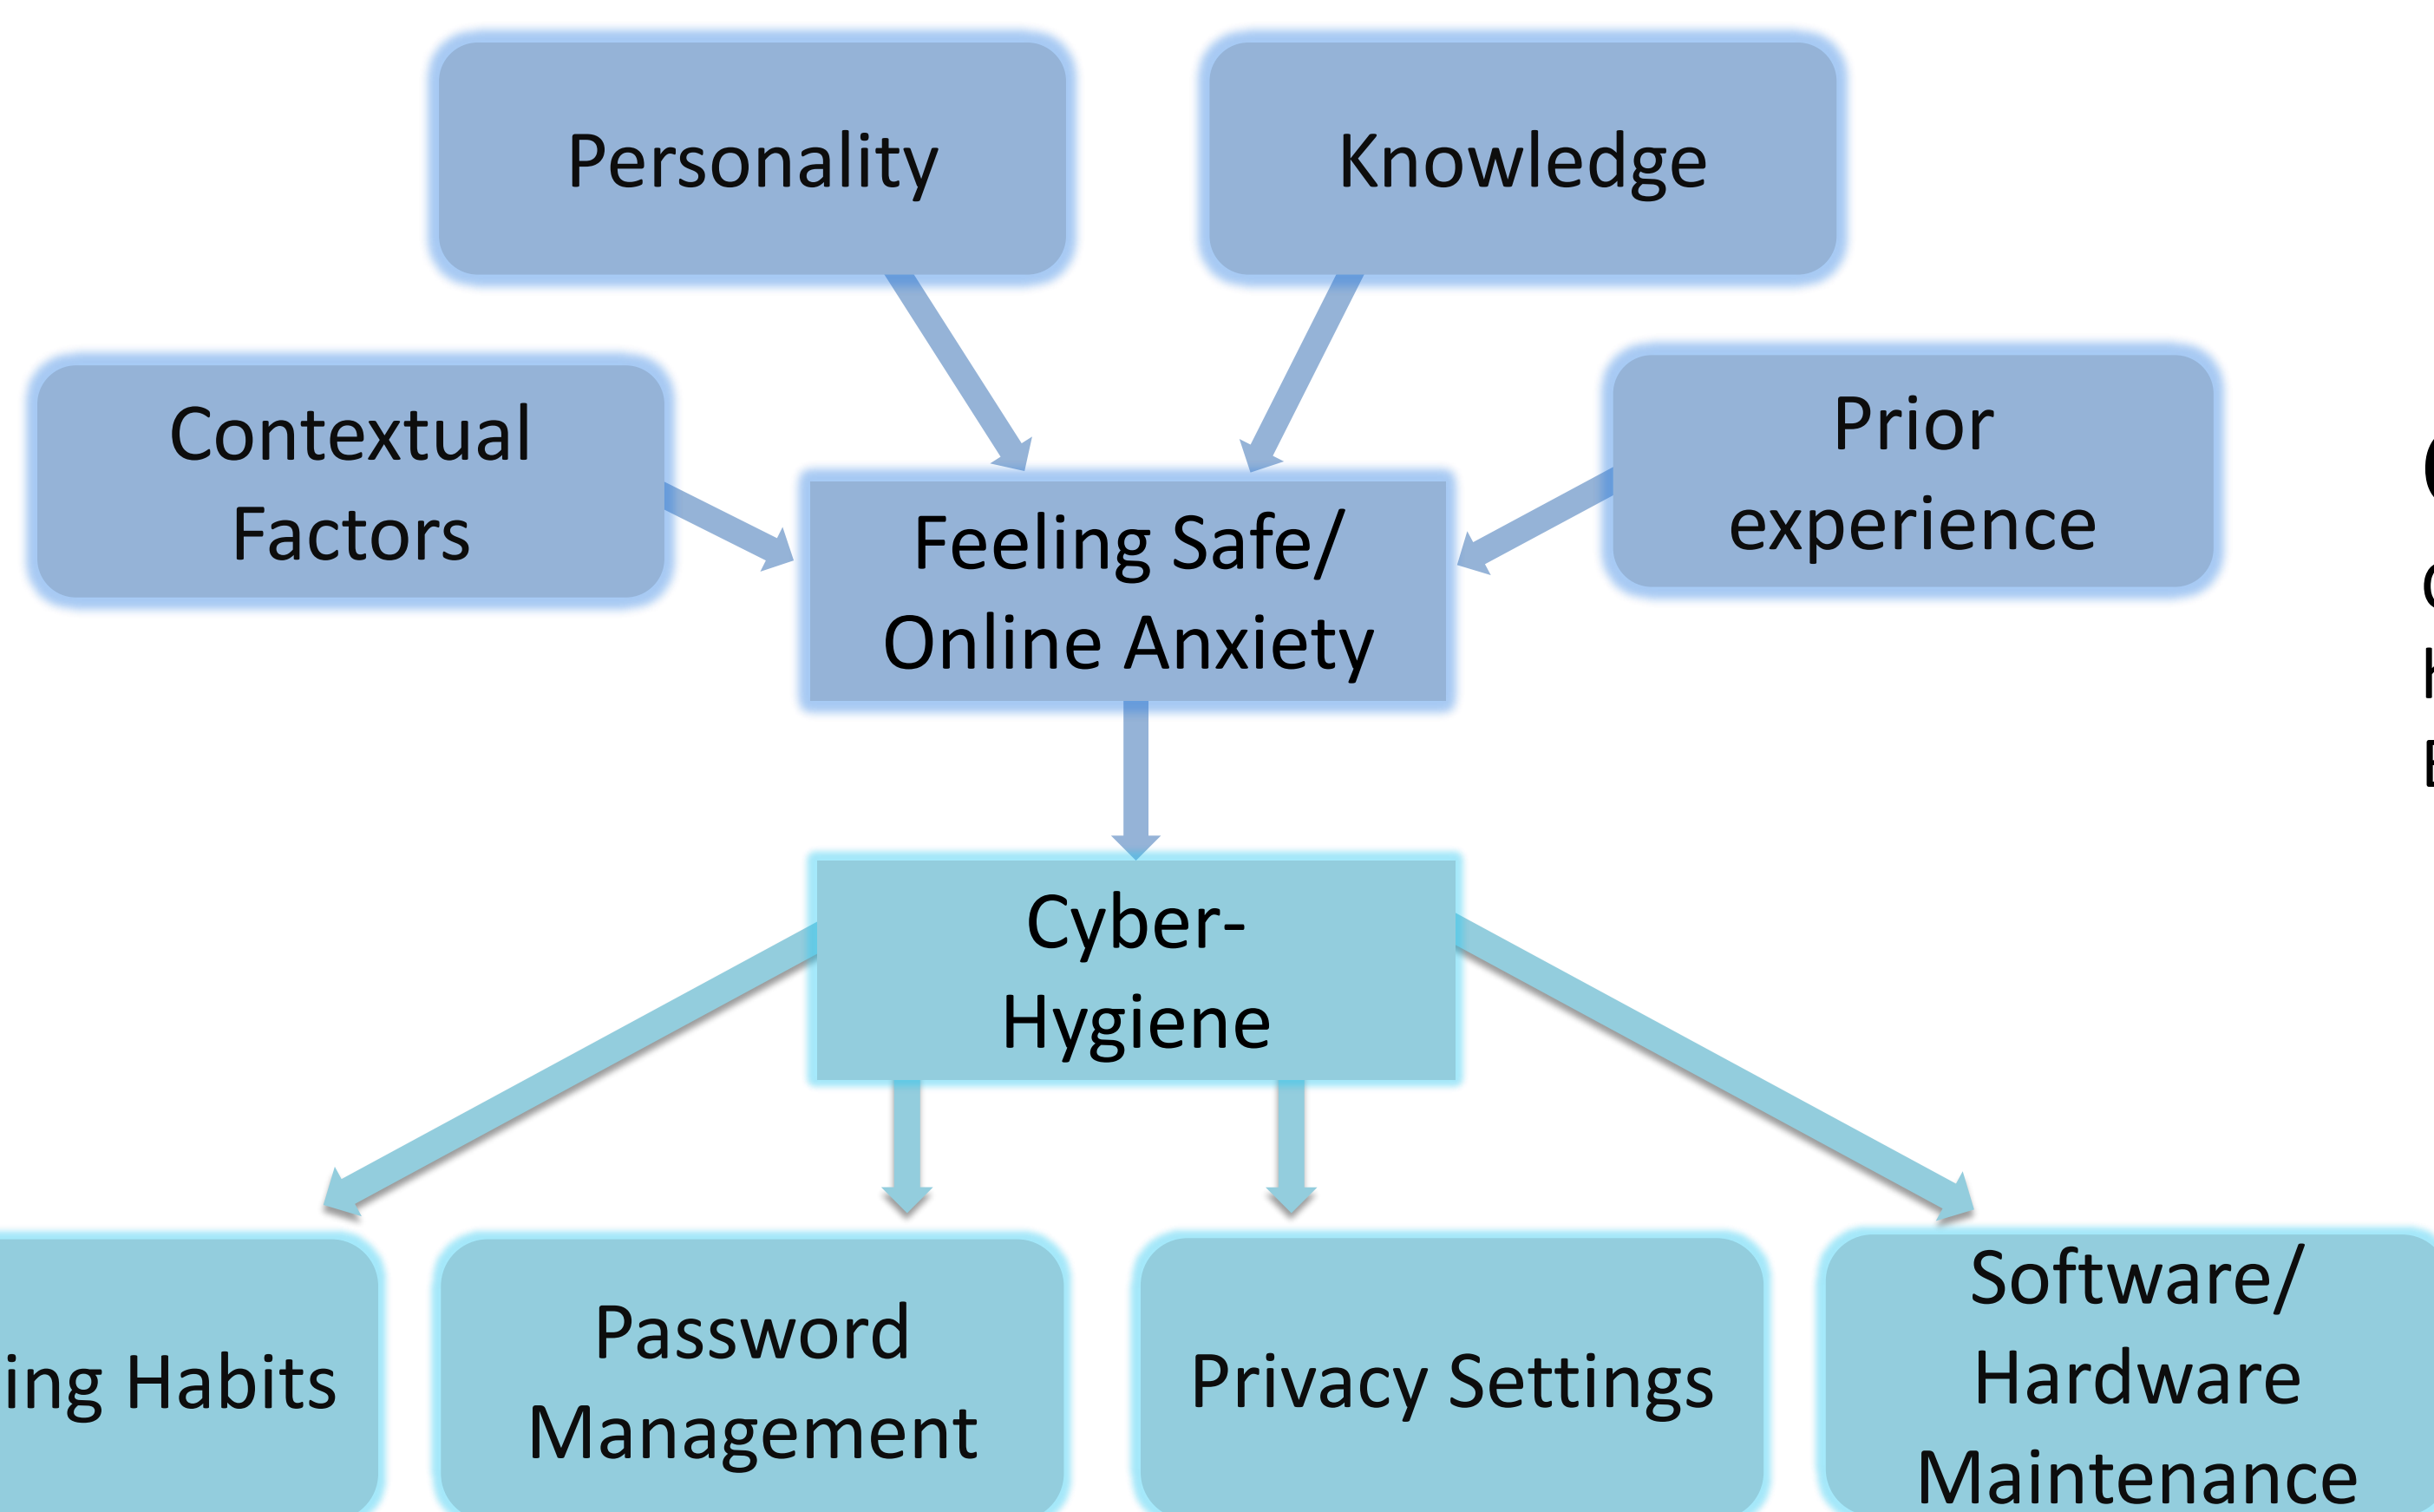 Personality
Knowledge
Contextual
Factors
Prior
experience
Feeling Safe/
Online Anxiety
Cyber-
Hygiene
Habits
Password
Management
Privacy Settings
Software/
Hardware
Maintenance